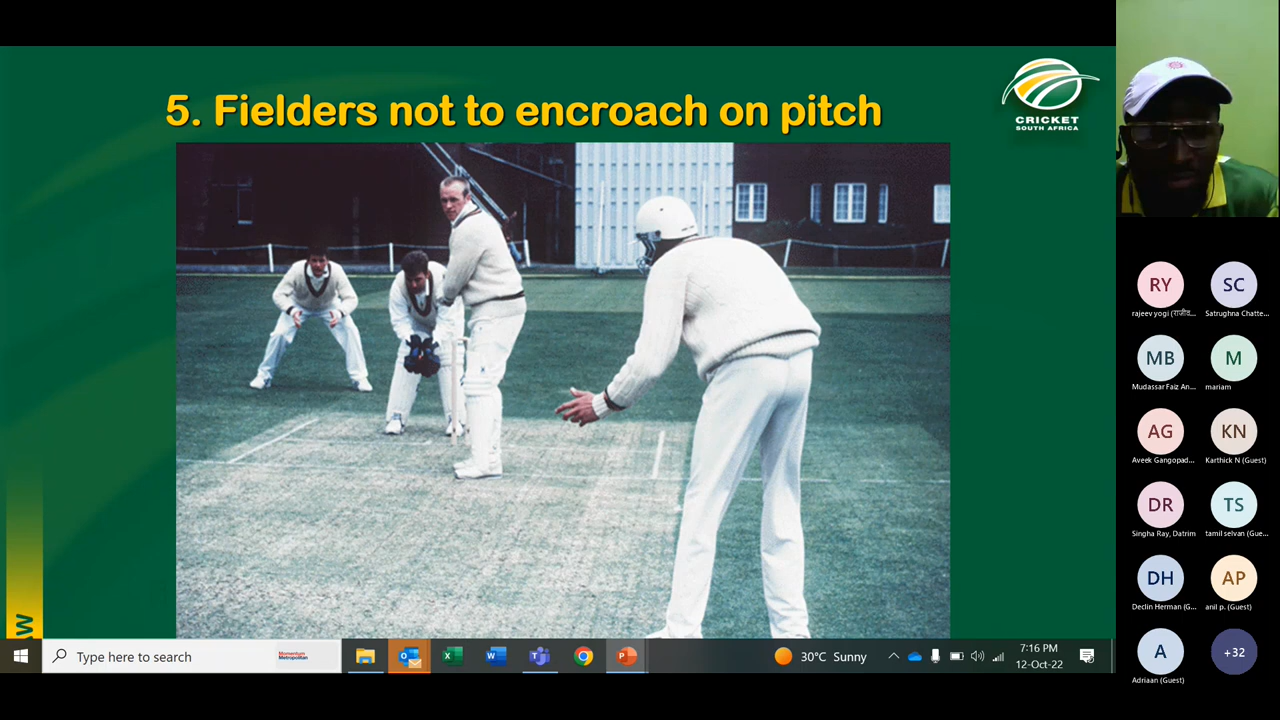 5. Fielders not to encroach on pitch
CRICKET
SOUTH AFRICA
W
RY
SC
rajeev yogi (राजीव...
Satrughna Chatte...
MB
M
Mudassar Faiz An...
mariam
AG
KN
Aveek Gangopad...
Karthick N (Guest)
DR
TS
Singha Ray, Datrim
tamil selvan (Gue...
DH
AP
Declin Herman (G...
anil p. (Guest)
A
+32
Adriaan (Guest)
Type here to search
Momentum
Metropolitan
30°C Sunny
7:16 PM
12-Oct-22